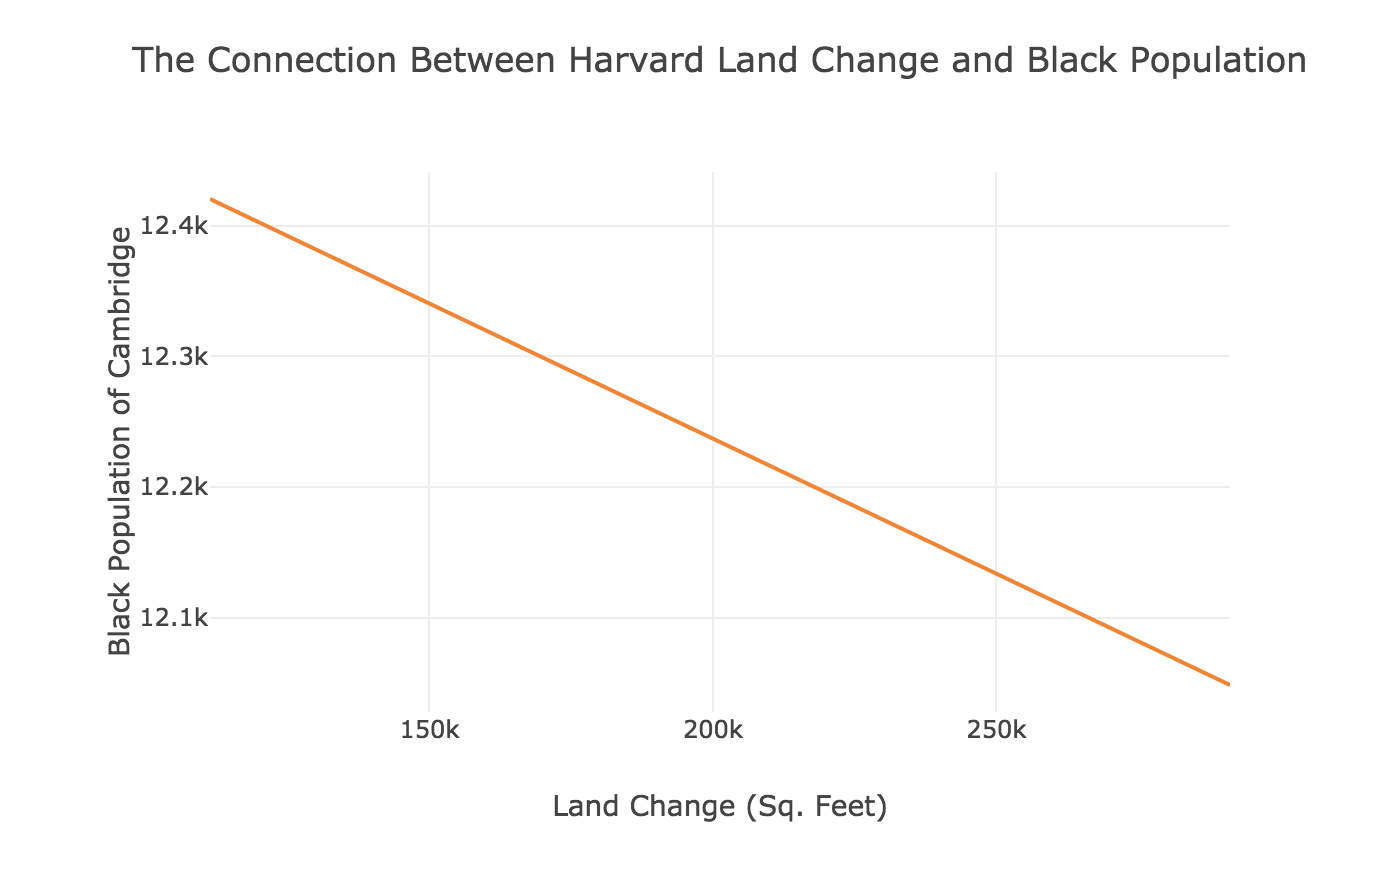 The Connection Between Harvard Land Change and Black Population
Black Population of Cambridge
12.4k
12.3k
12.2k
12.1k
150k
200k
250k
Land Change (Sq. Feet)